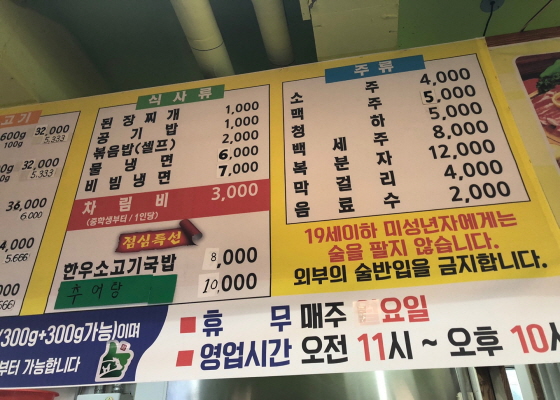 고기
600g 32,000
100g 5,333
00g 32,000
5,333
36,000
6,000
4,000
5,666
,000
식사류
된장찌개 1,000
공기밥 1,000
볶음밥(셀프) 2,000
물냉면 6,000
비빔냉면 7,000
차림비 3,000
(중학생부터 / 1인당)
점심특선
한우소고기국밥 8,000
추어탕 10,000
주류
소주 4,000
맥주 5,000
청하 5,000
백세주 8,000
복분자 12,000
막걸리 4,000
음료수 2,000
19세이하 미성년자에게는
술을 팔지 않습니다.
외부의 술반입을 금지합니다.
(300g+300g가능)이며
부터 가능합니다
휴 무 매주 요일
영업시간 오전 11시 ~ 오후 10시